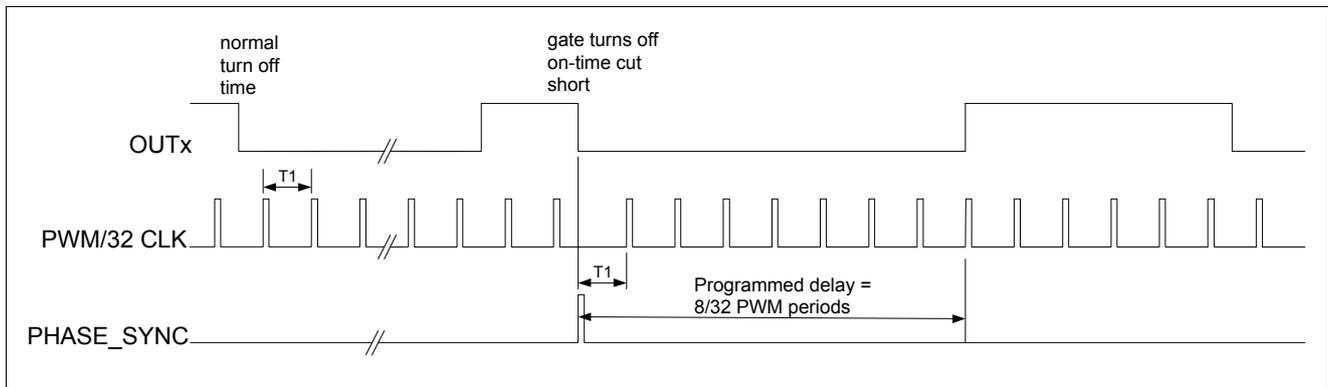 normal
turn off
time
gate turns off
on-time cut
short
OUTx
T1
PWM/32 CLK
T1
Programmed delay =
8/32 PWM periods
PHASE_SYNC